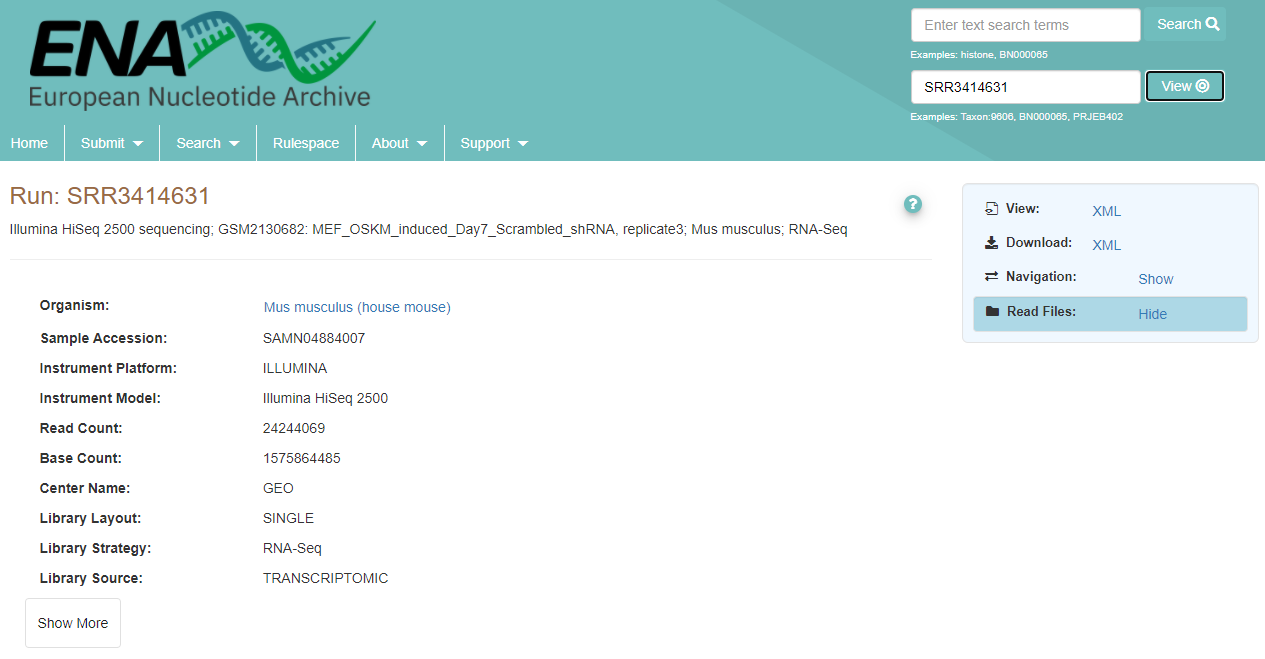 ENA
European Nucleotide Archive
Enter text search terms
Search
Examples: histone, BN000065
SRR3414631
View
Examples: Taxon:9606, BN000065, PRJEB402
Home Submit Search Rulespace About Support
Run: SRR3414631
?
Illumina HiSeq 2500 sequencing; GSM2130682: MEF_OSKM_induced_Day7_Scrambled_shRNA, replicate3; Mus musculus; RNA-Seq
Organism: Mus musculus (house mouse)
Sample Accession: SAMN04884007
Instrument Platform: ILLUMINA
Instrument Model: Illumina HiSeq 2500
Read Count: 24244069
Base Count: 1575864485
Center Name: GEO
Library Layout: SINGLE
Library Strategy: RNA-Seq
Library Source: TRANSCRIPTOMIC
Show More
View: XML
Download: XML
Navigation: Show
Read Files: Hide